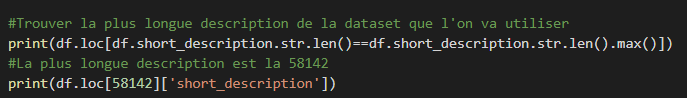 #Trouver la plus longue description de la dataset que l'on va utiliser
print(df.loc[df.short_description.str.len()==df.short_description.str.len().max()])
#La plus longue description est la 58142
print(df.loc[58142]['short_description'])